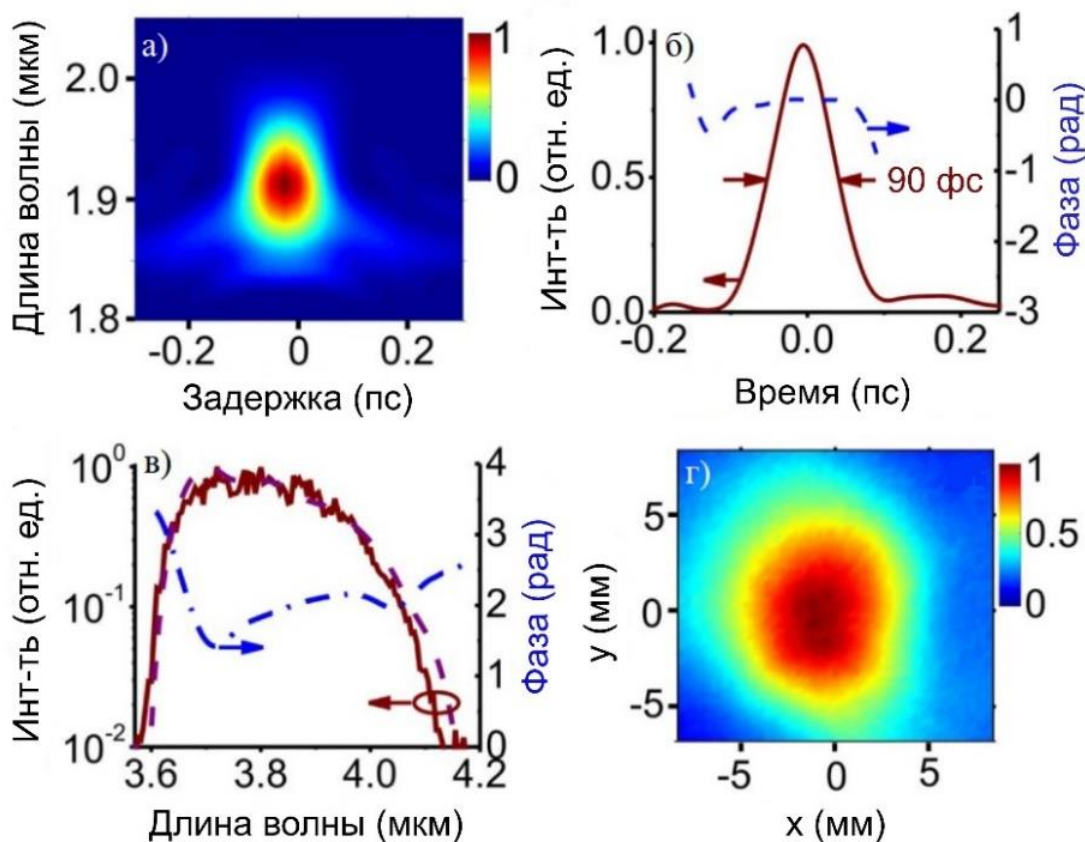 а)
Длина волны (мкм)
2.0
1.9
1.8
-0.2
0
0.2
Задержка (пс)
1
0
б)
Инт-ть (отн. ед.)
1.0
0.5
0.0
90 фс
-0.2
0.0
0.2
Время (пс)
1
0
-1
-2
-3
Фаза (рад)
в)
Инт-ть (отн. ед.)
10⁰
10⁻¹
10⁻²
3.6
3.8
4.0
4.2
Длина волны (мкм)
4
3
2
1
0
Фаза (рад)
г)
y (мм)
5
0
-5
-5
0
5
x (мм)
1
0.5
0